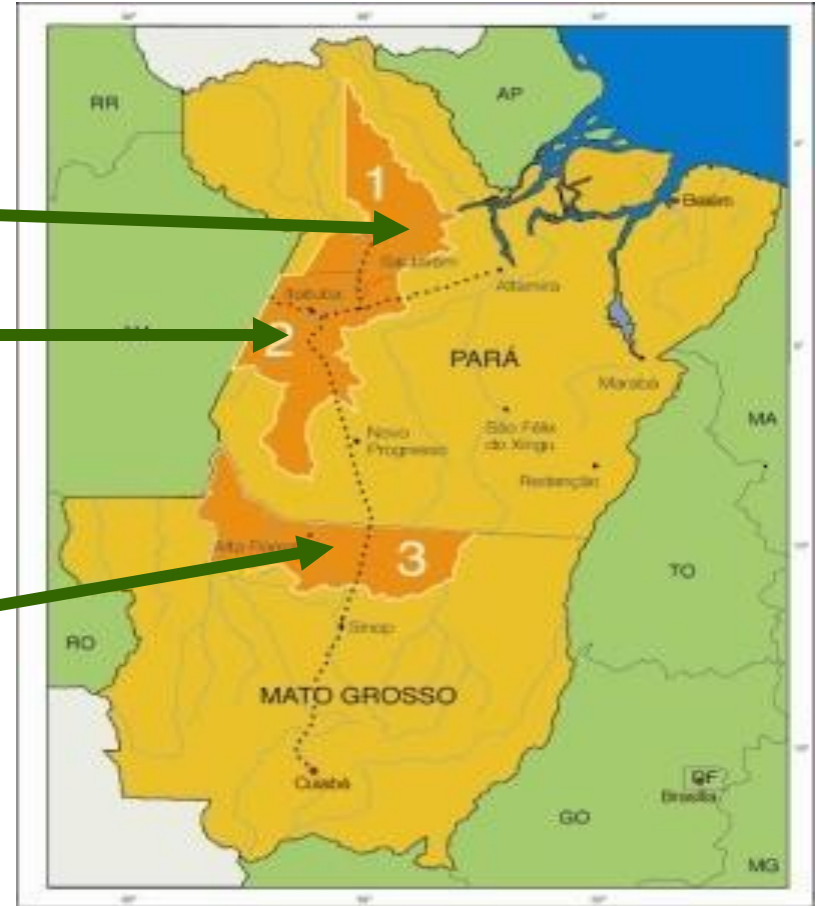 RR
AP
1
Belém
Altamira
Itaituba
2
PARÁ
Marabá
MA
Novo
Progresso
São Félix
do Xingu
Redenção
3
TO
Sinop
RO
MATO GROSSO
Cuiabá
DF
Brasília
GO
MG